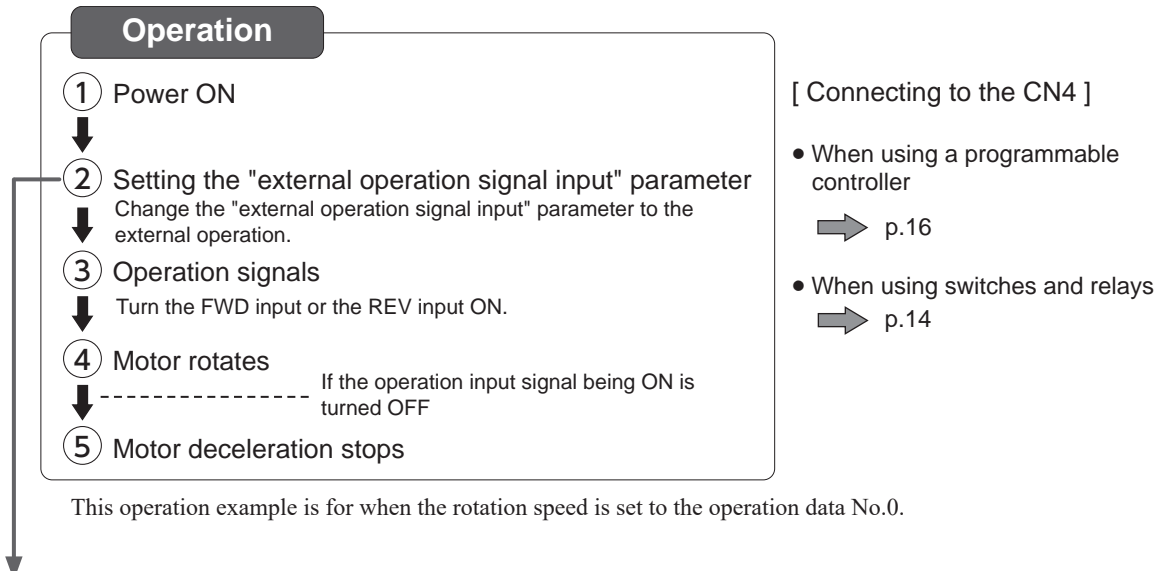 Operation
1 Power ON
2 Setting the "external operation signal input" parameter
Change the "external operation signal input" parameter to the
external operation.
3 Operation signals
Turn the FWD input or the REV input ON.
4 Motor rotates
If the operation input signal being ON is
turned OFF
5 Motor deceleration stops
[ Connecting to the CN4 ]
• When using a programmable
controller
p.16
• When using switches and relays
p.14
This operation example is for when the rotation speed is set to the operation data No.0.